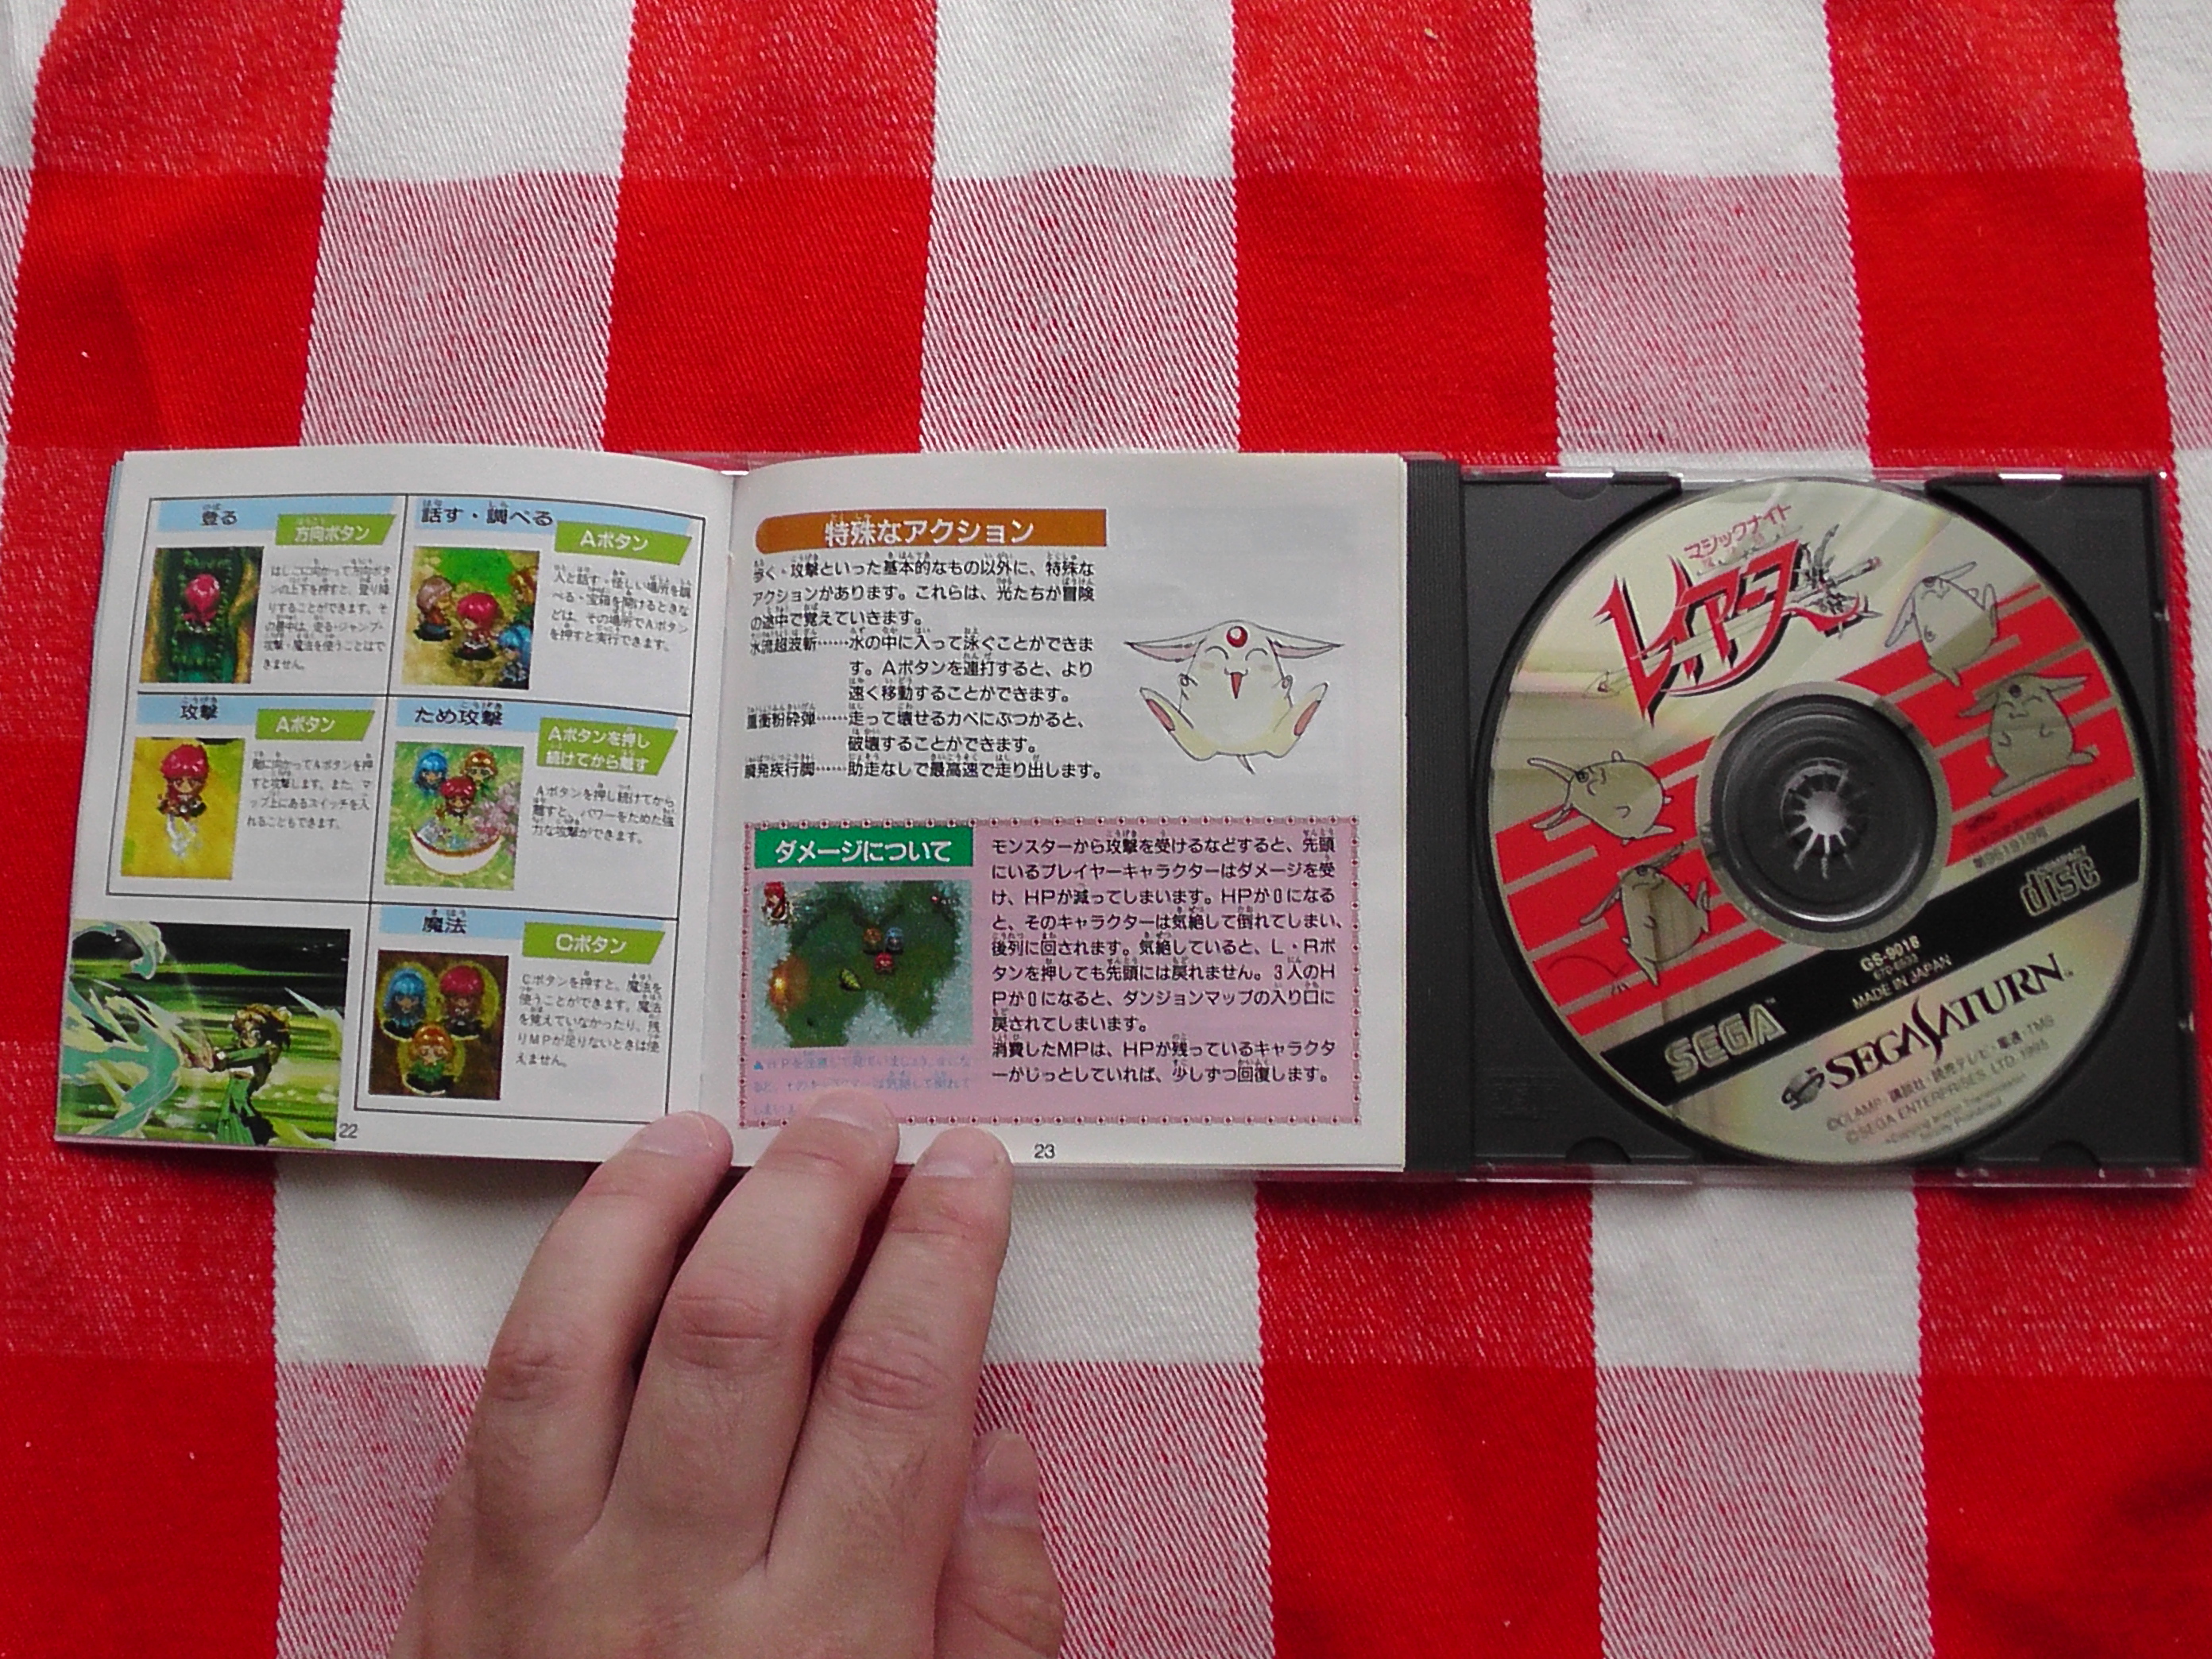 登る
方向ボタン
はしごに向かって方向ボタ
ンの上下を押すと、登り降
りすることができます。そ
の最中は、走る・ジャンプ・
攻撃・魔法を使うことはで
きません。
話す・調べる
Aボタン
人と話す・怪しい場所を調
べる・宝箱を開けるときな
どは、その場所でAボタン
を押すと実行できます。
攻撃
Aボタン
敵に向かってAボタンを押
すと攻撃します。また、マ
ップ上にあるスイッチを入
れることもできます。
ため攻撃
Aボタンを押し
続けてから離す
Aボタンを押し続けてから
離すと、パワーをためた強
力な攻撃ができます。
魔法
Cボタン
Cボタンを押すと、魔法を
使うことができます。魔法
を覚えていなかったり、残
りMPが足りないときは使
えません。
22
特殊なアクション
歩く・攻撃といった基本的なもの以外に、特殊な
アクションがあります。これらは、光たちが冒険
の途中で覚えていきます。
水流超波斬……水の中に入って泳ぐことができま
す。Aボタンを連打すると、より
速く移動することができます。
重衝粉砕弾……走って壊せるカベにぶつかると、
破壊することができます。
瞬発疾行脚……助走なしで最高速で走り出します。
ダメージについて
モンスターから攻撃を受けるなどすると、先頭
にいるプレイヤーキャラクターはダメージを受
け、HPが減ってしまいます。HPが0になる
と、そのキャラクターは気絶して倒れてしまい、
後列に回されます。気絶していると、L・Rボ
タンを押しても先頭には戻れません。3人のH
Pが0になると、ダンジョンマップの入り口に
戻されてしまいます。
消費したMPは、HPが残っているキャラクタ
ーがじっとしていれば、少しずつ回復します。
23
マジックナイト
レイアース
COMPACT
disc
GS-9018
MADE IN JAPAN
SEGA
SEGA SATURN
©CLAMP・講談社・読売テレビ・電通・TMS
©SEGA ENTERPRISES, LTD. 1995